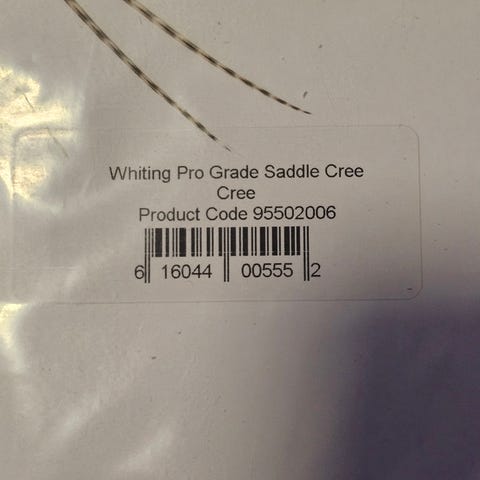 Whiting Pro Grade Saddle Cree
Cree
Product Code 95502006
6 16044 00555 2